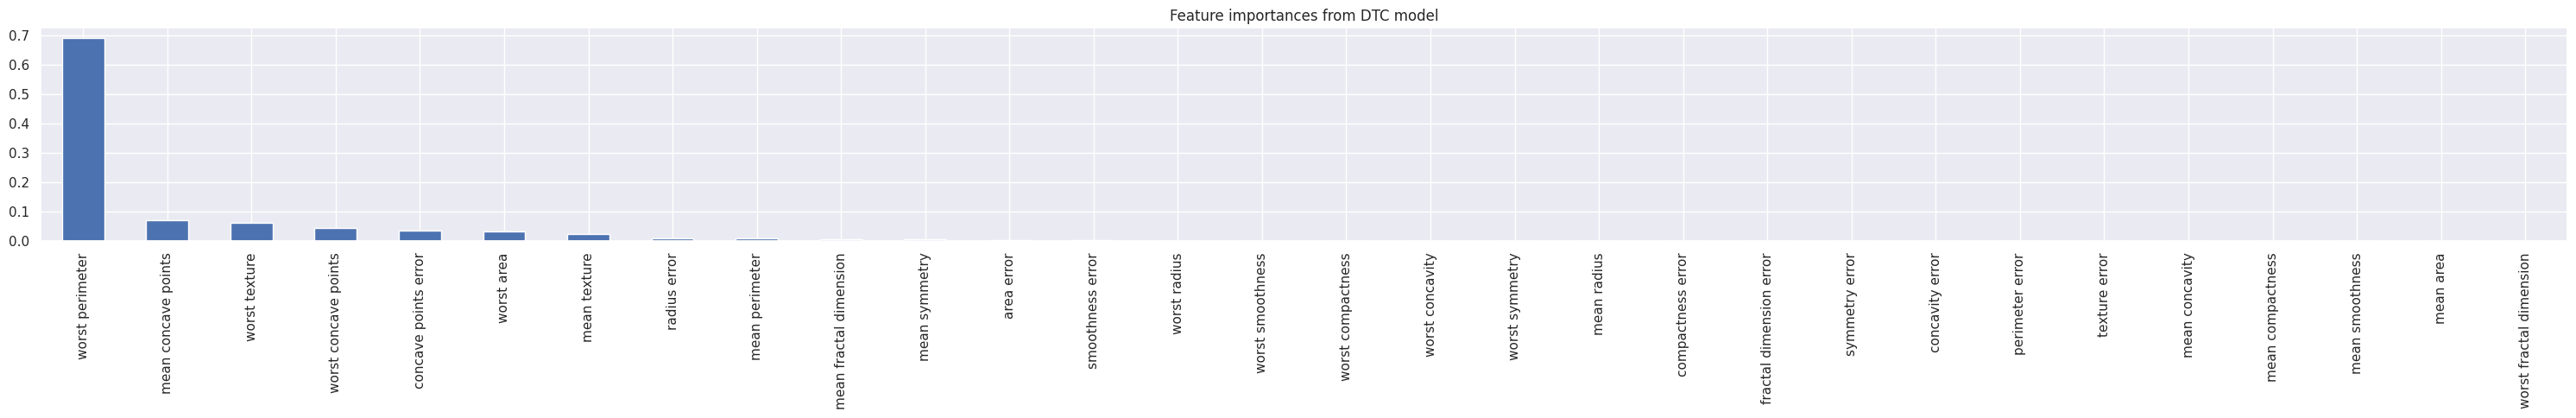 Feature importances from DTC model
0.7
0.6
0.5
0.4
0.3
0.2
0.1
0.0
worst perimeter
mean concave points
worst texture
worst concave points
concave points error
worst area
mean texture
radius error
mean perimeter
mean fractal dimension
mean symmetry
area error
smoothness error
worst radius
worst smoothness
worst compactness
worst concavity
worst symmetry
mean radius
compactness error
fractal dimension error
symmetry error
concavity error
perimeter error
texture error
mean concavity
mean compactness
mean smoothness
mean area
worst fractal dimension